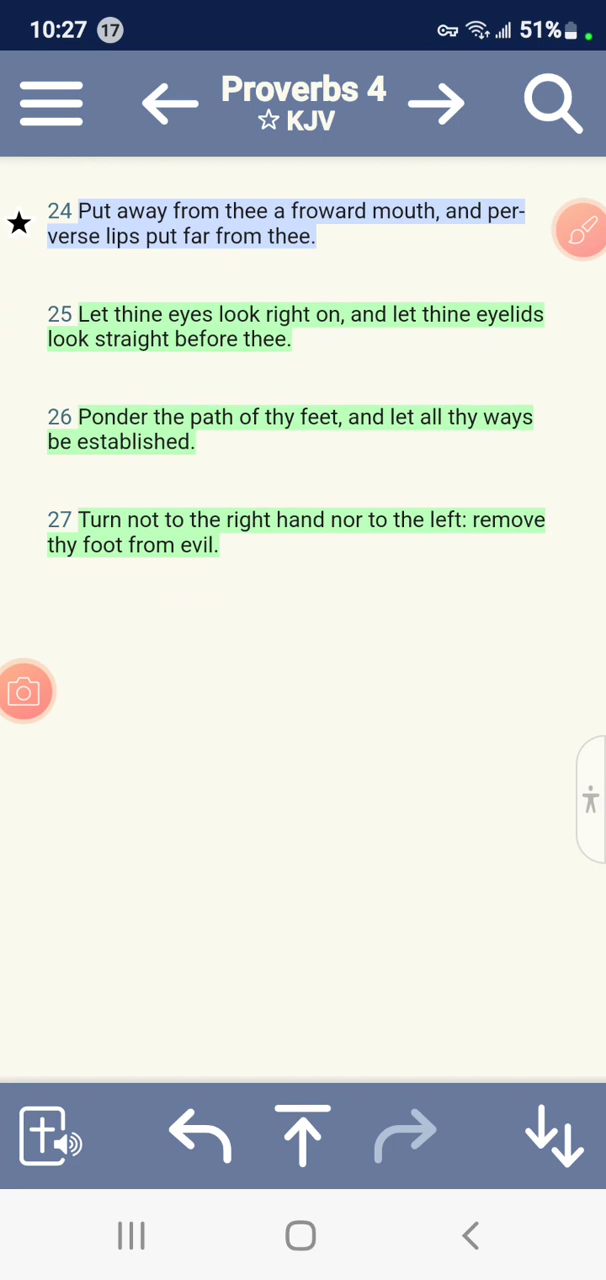 10:27 17 51%
Proverbs 4
☆ KJV
24 Put away from thee a froward mouth, and per-
verse lips put far from thee.
25 Let thine eyes look right on, and let thine eyelids
look straight before thee.
26 Ponder the path of thy feet, and let all thy ways
be established.
27 Turn not to the right hand nor to the left: remove
thy foot from evil.